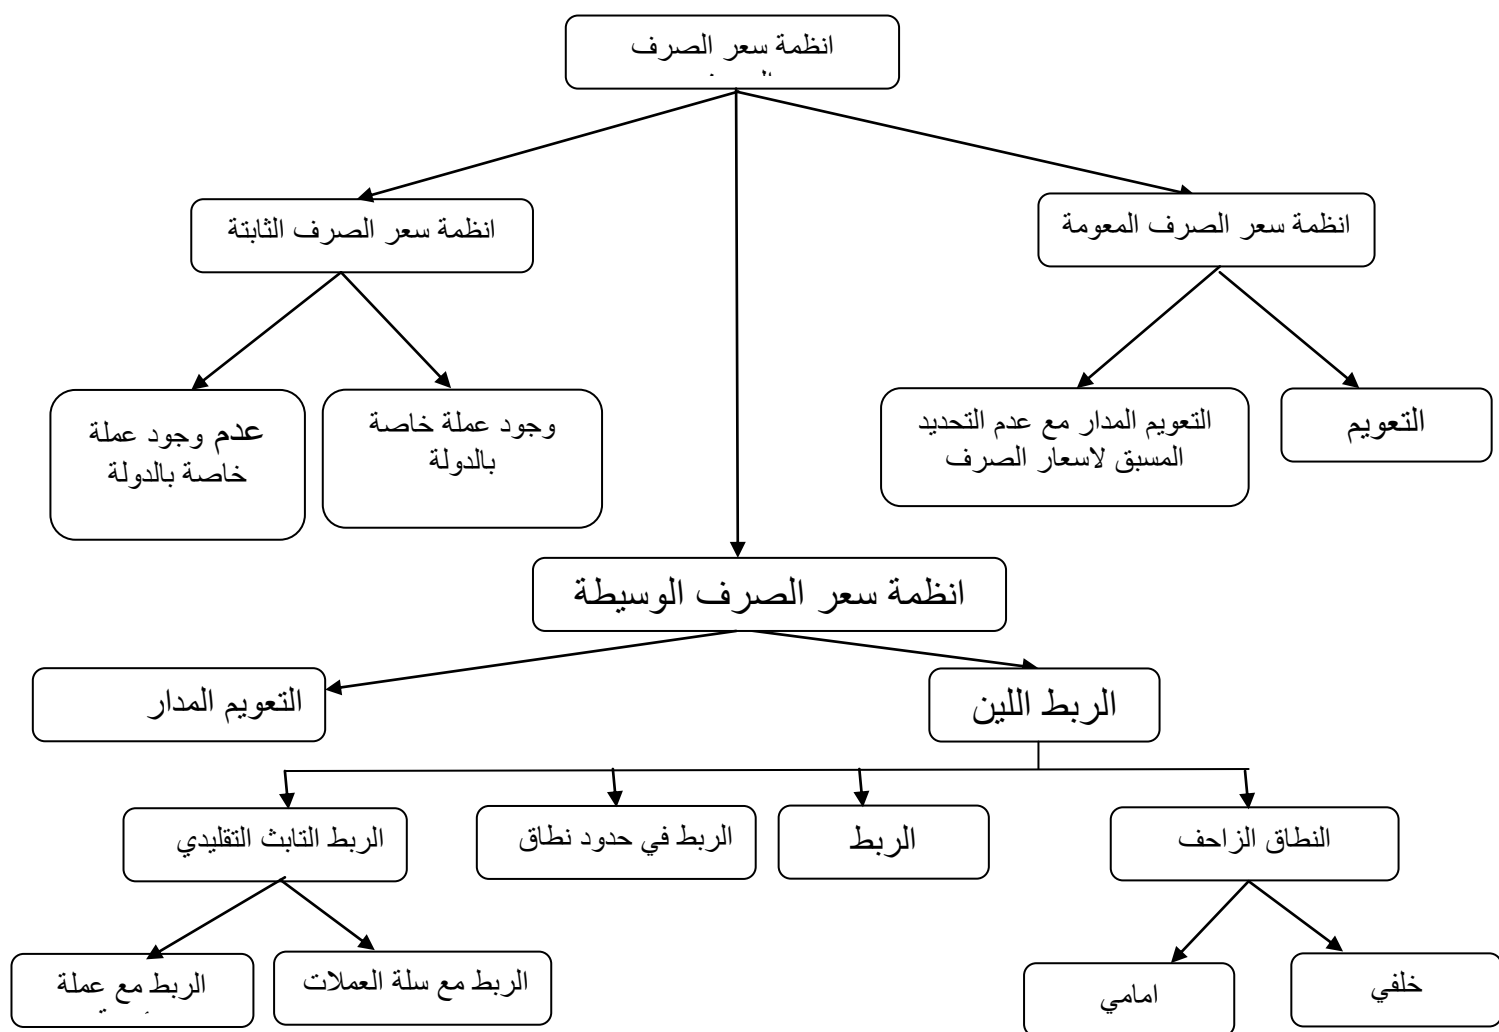 انظمة سعر الصرف
انظمة سعر الصرف المعومة
انظمة سعر الصرف الثابتة
التعويم
التعويم المدار مع عدم التحديد
المسبق لاسعار الصرف
وجود عملة خاصة
بالدولة
عدم وجود عملة
خاصة بالدولة
انظمة سعر الصرف الوسيطة
الربط اللين
التعويم المدار
النطاق الزاحف
الربط
الربط في حدود نطاق
الربط التابث التقليدي
خلفي
امامي
الربط مع سلة العملات
الربط مع عملة